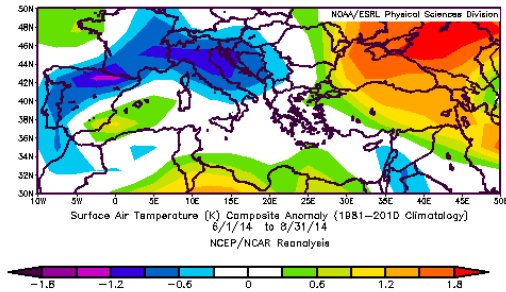 NOAA/ESRL Physical Sciences Division
50N
48N
46N
44N
42N
40N
38N
36N
34N
32N
30N
10W 5W 0 5E 10E 15E 20E 25E 30E 35E 40E 45E 50E
Surface Air Temperature (K) Composite Anomaly (1981-2010 Climatology)
6/1/14 to 8/31/14
NCEP/NCAR Reanalysis
-1.8 -1.2 -0.6 0 0.6 1.2 1.8